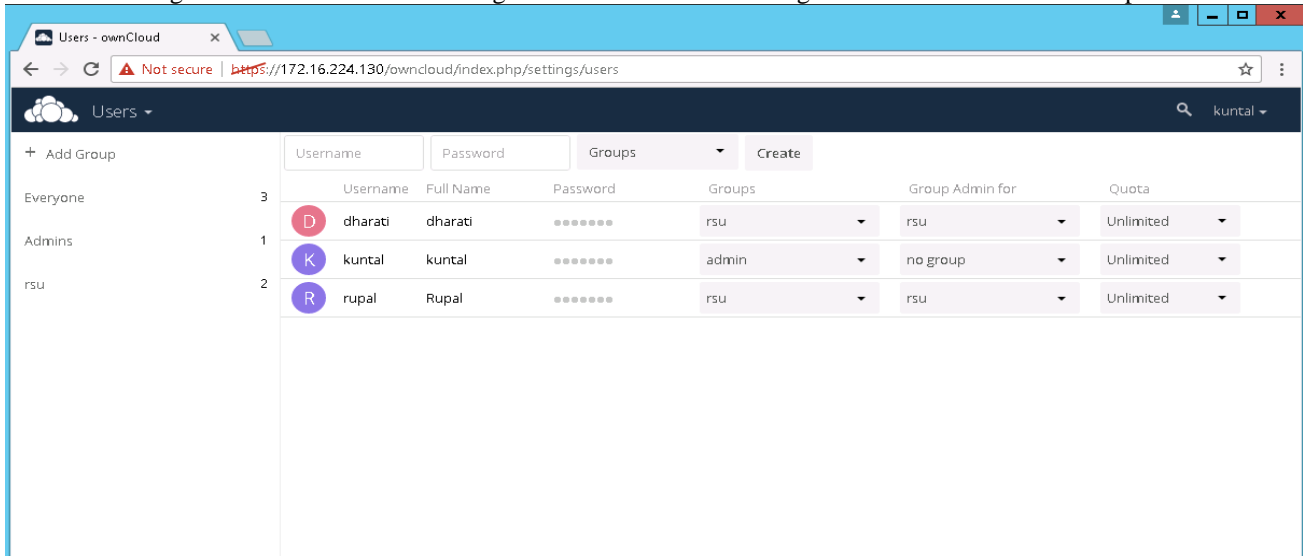 Users - ownCloud
Not secure | https://172.16.224.130/owncloud/index.php/settings/users
Users
kuntal
+ Add Group
Username Password Groups Create
Everyone 3
Admins 1
rsu 2
Username Full Name Password Groups Group Admin for Quota
D dharati dharati rsu rsu Unlimited
K kuntal kuntal admin no group Unlimited
R rupal Rupal rsu rsu Unlimited